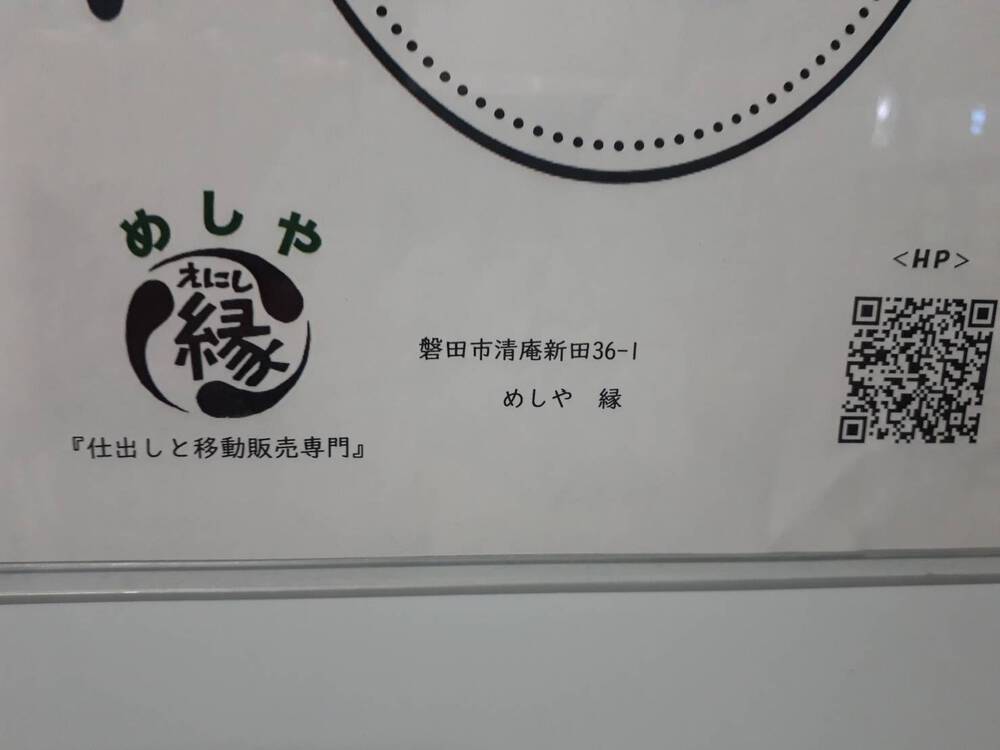 めしや
えにし
縁
『仕出しと移動販売専門』
磐田市清庵新田36-1
めしや　縁
<HP>